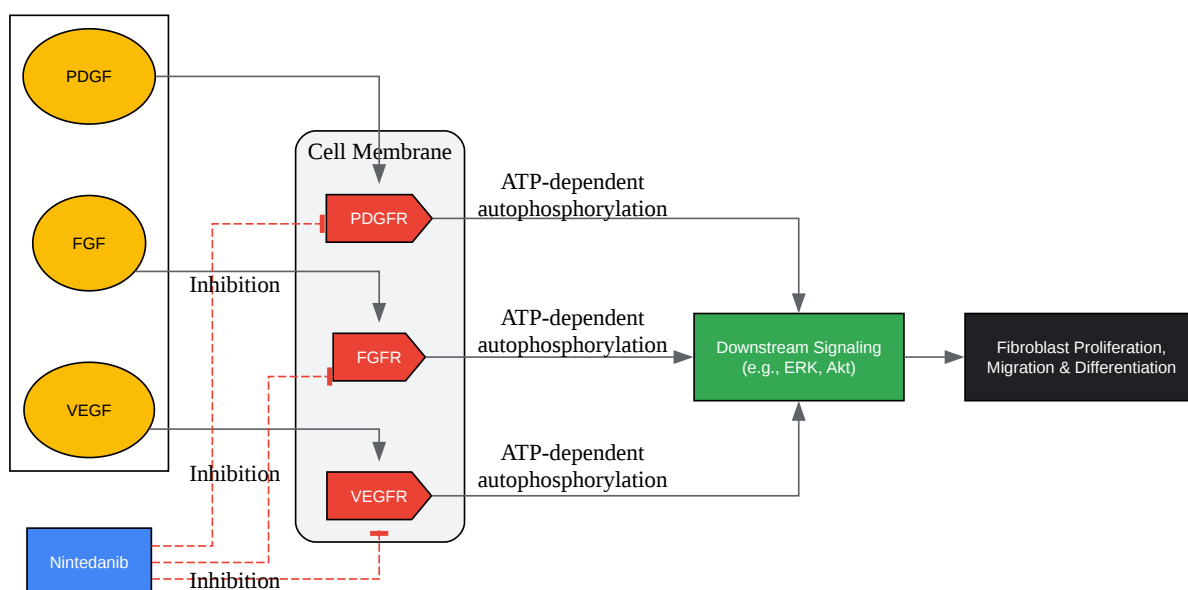 PDGF
Cell Membrane
ATP-dependent
autophosphorylation
PDGFR
FGF
Inhibition
ATP-dependent
autophosphorylation
FGFR
Downstream Signaling
(e.g., ERK, Akt)
Fibroblast Proliferation,
Migration & Differentiation
VEGF
ATP-dependent
autophosphorylation
Inhibition
VEGFR
Nintedanib
Inhibition